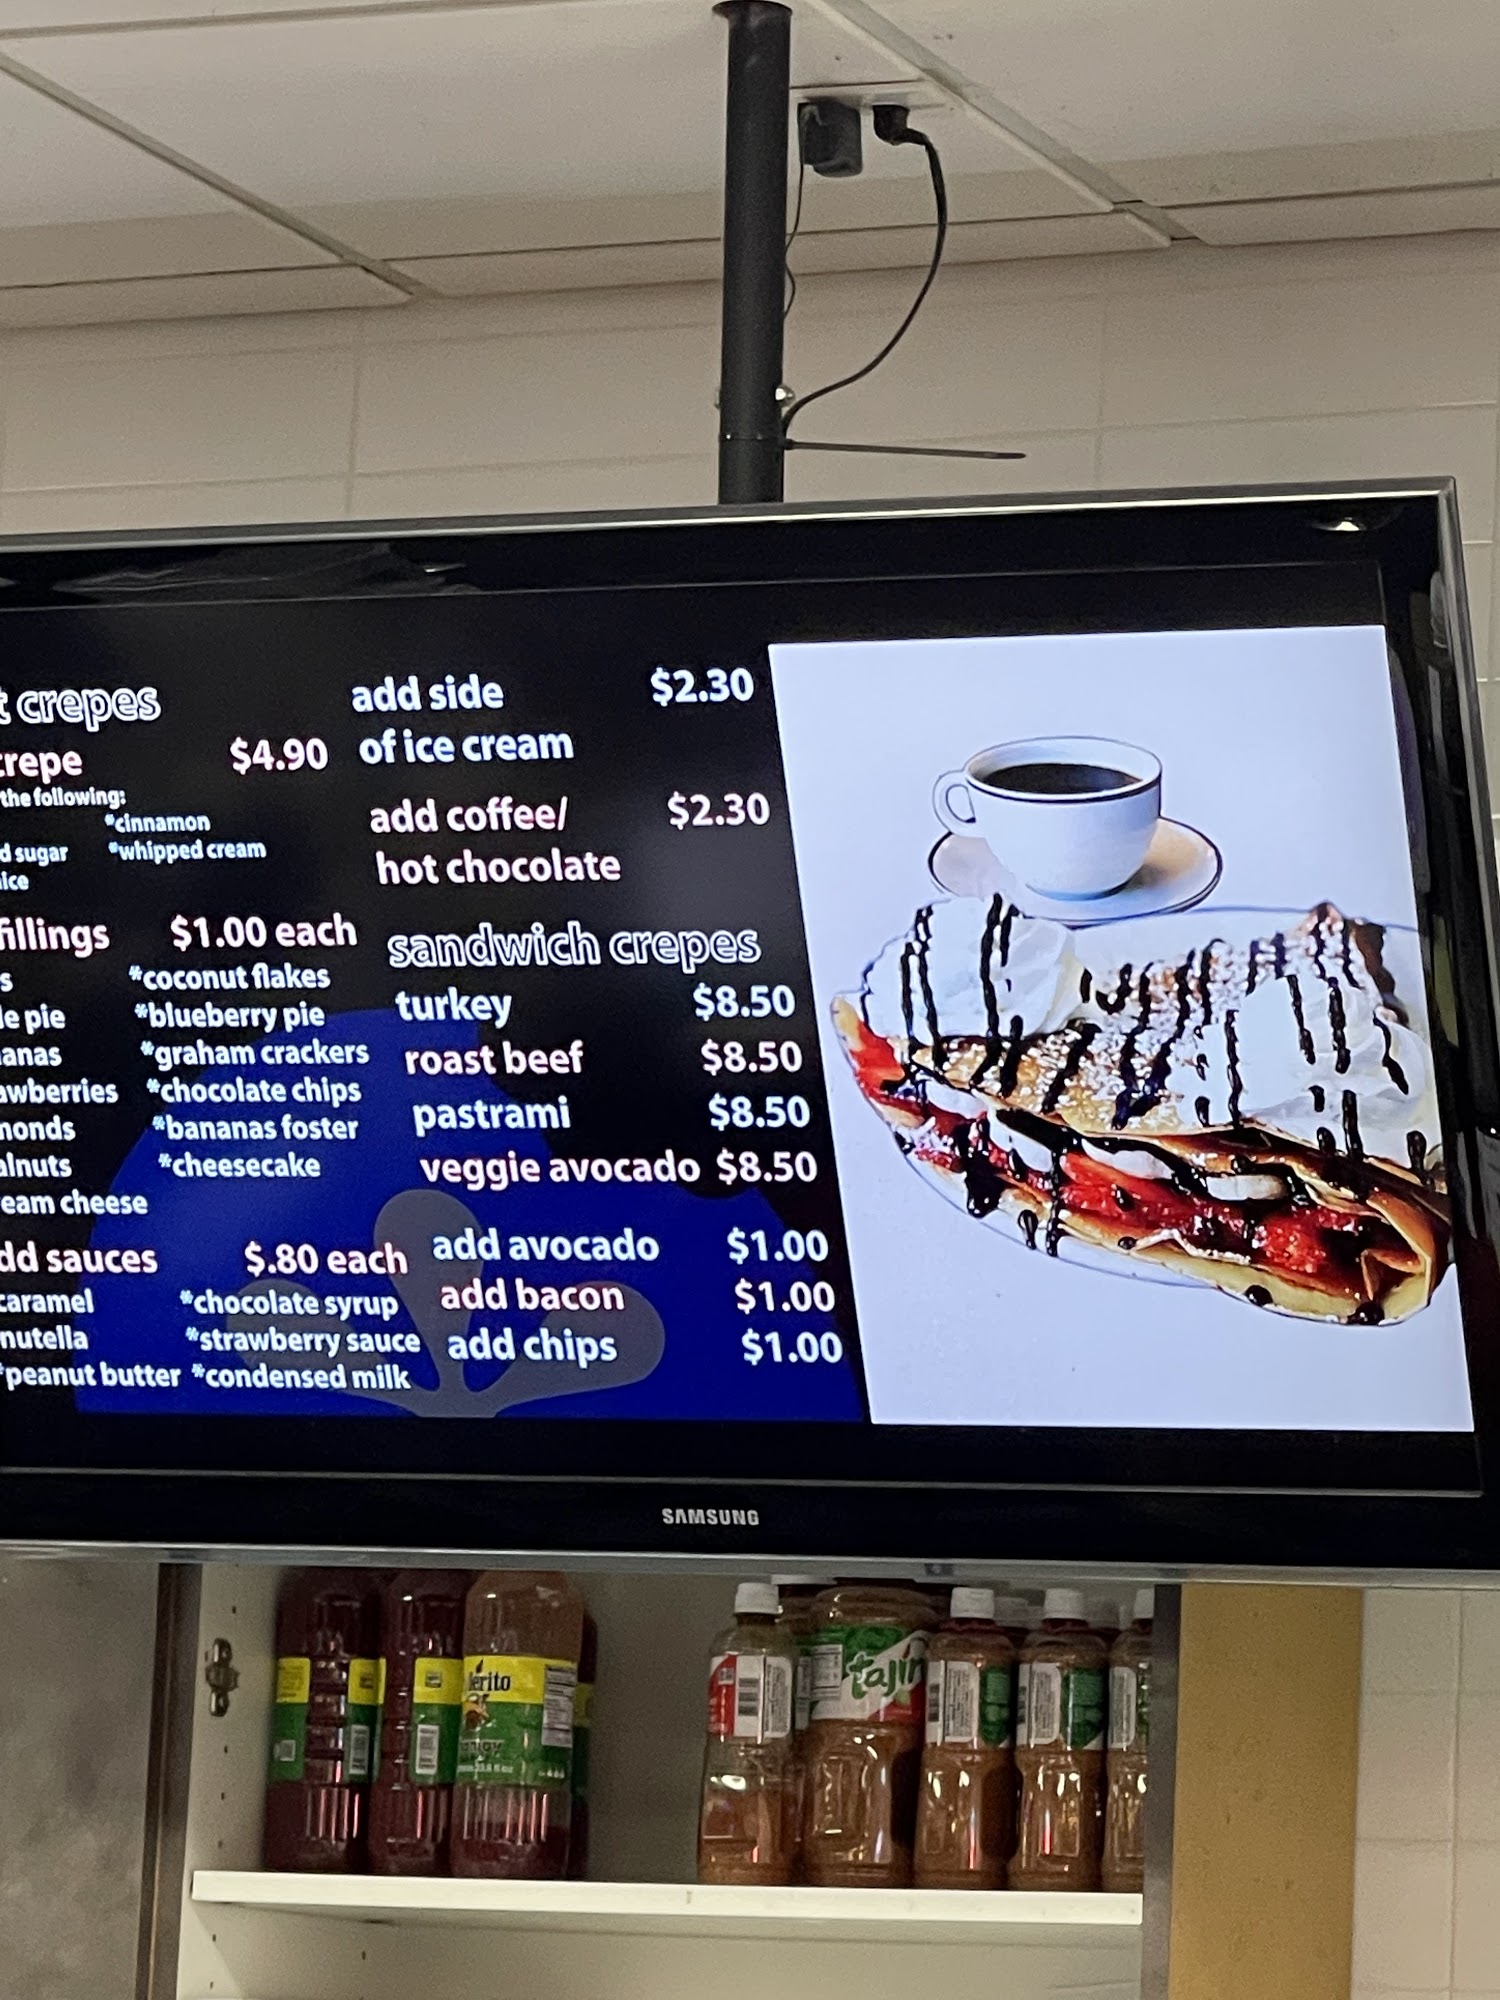 t crepes
crepe $4.90
the following:
*cinnamon
d sugar *whipped cream
ice
fillings $1.00 each
s *coconut flakes
le pie *blueberry pie
anas *graham crackers
awberries *chocolate chips
monds *bananas foster
alnuts *cheesecake
eam cheese
dd sauces $.80 each
caramel *chocolate syrup
nutella *strawberry sauce
*peanut butter *condensed milk
add side $2.30
of ice cream
add coffee/ $2.30
hot chocolate
sandwich crepes
turkey $8.50
roast beef $8.50
pastrami $8.50
veggie avocado $8.50
add avocado $1.00
add bacon $1.00
add chips $1.00
SAMSUNG
erito
tajín